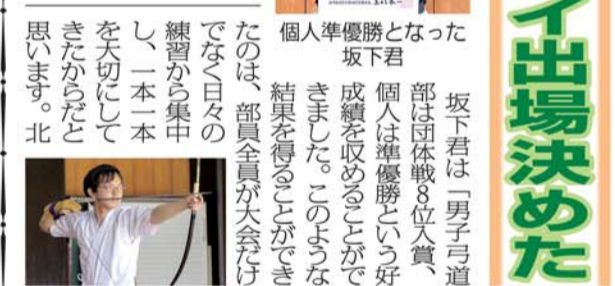 イ出場決めた
個人準優勝となった
坂下君
坂下君は「男子弓道
部は団体戦8位入賞、
個人は準優勝という好
成績を収めることがで
きました。このような
結果を得ることができ
たのは、部員全員が大会だけ
でなく日々の
練習から集中
し、一本一本
を大切にして
きたからだと
思います。北